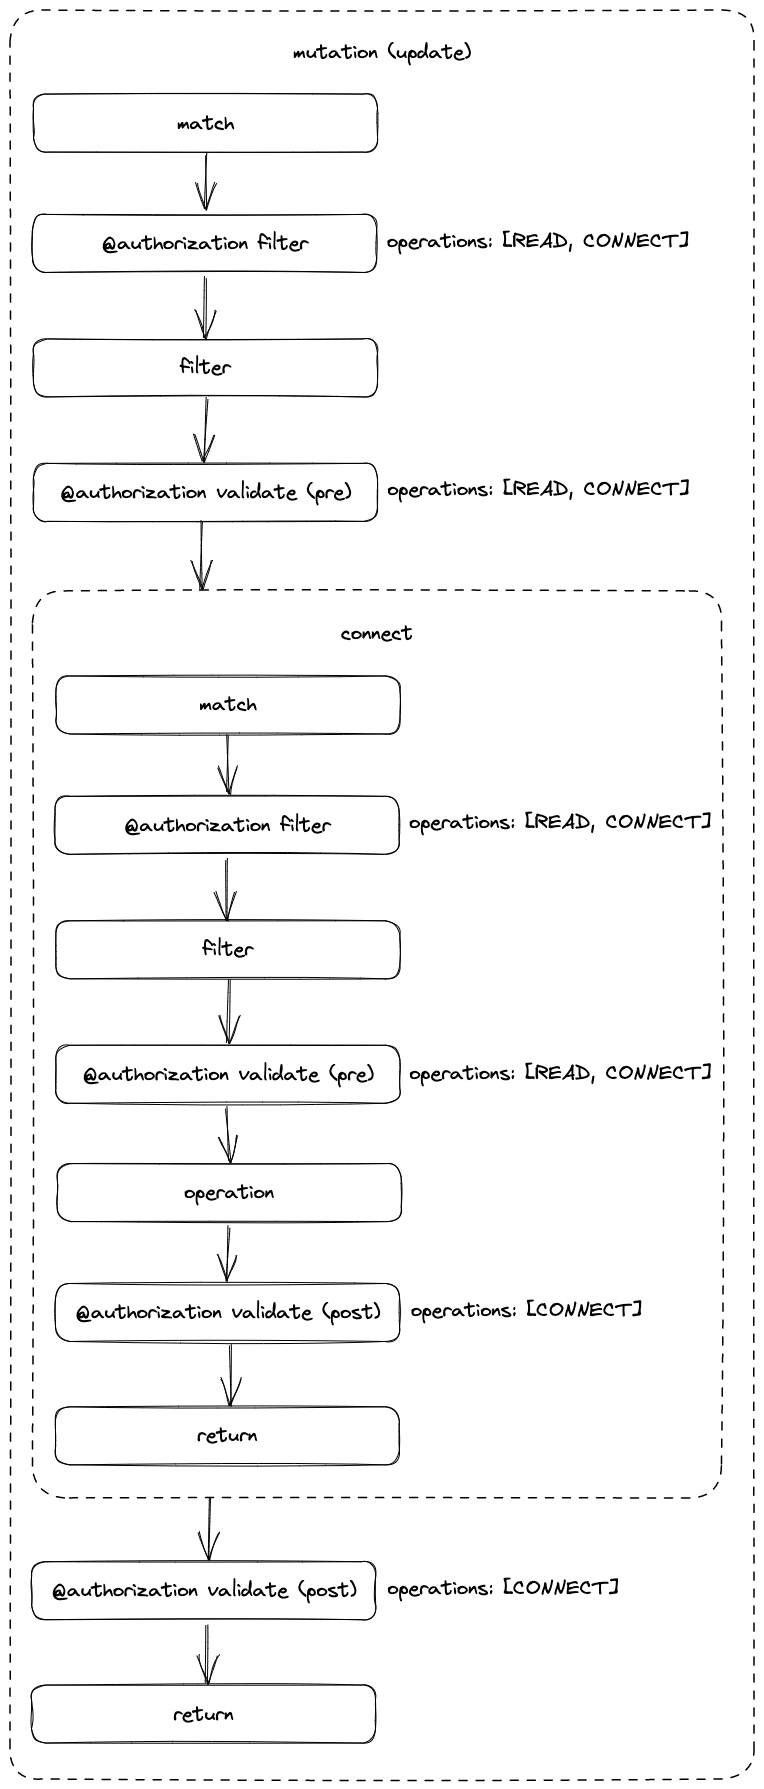 mutation (update)
match
@authorization filter operations: [READ, CONNECT]
filter
@authorization validate (pre) operations: [READ, CONNECT]
connect
match
@authorization filter operations: [READ, CONNECT]
filter
@authorization validate (pre) operations: [READ, CONNECT]
operation
@authorization validate (post) operations: [CONNECT]
return
@authorization validate (post) operations: [CONNECT]
return